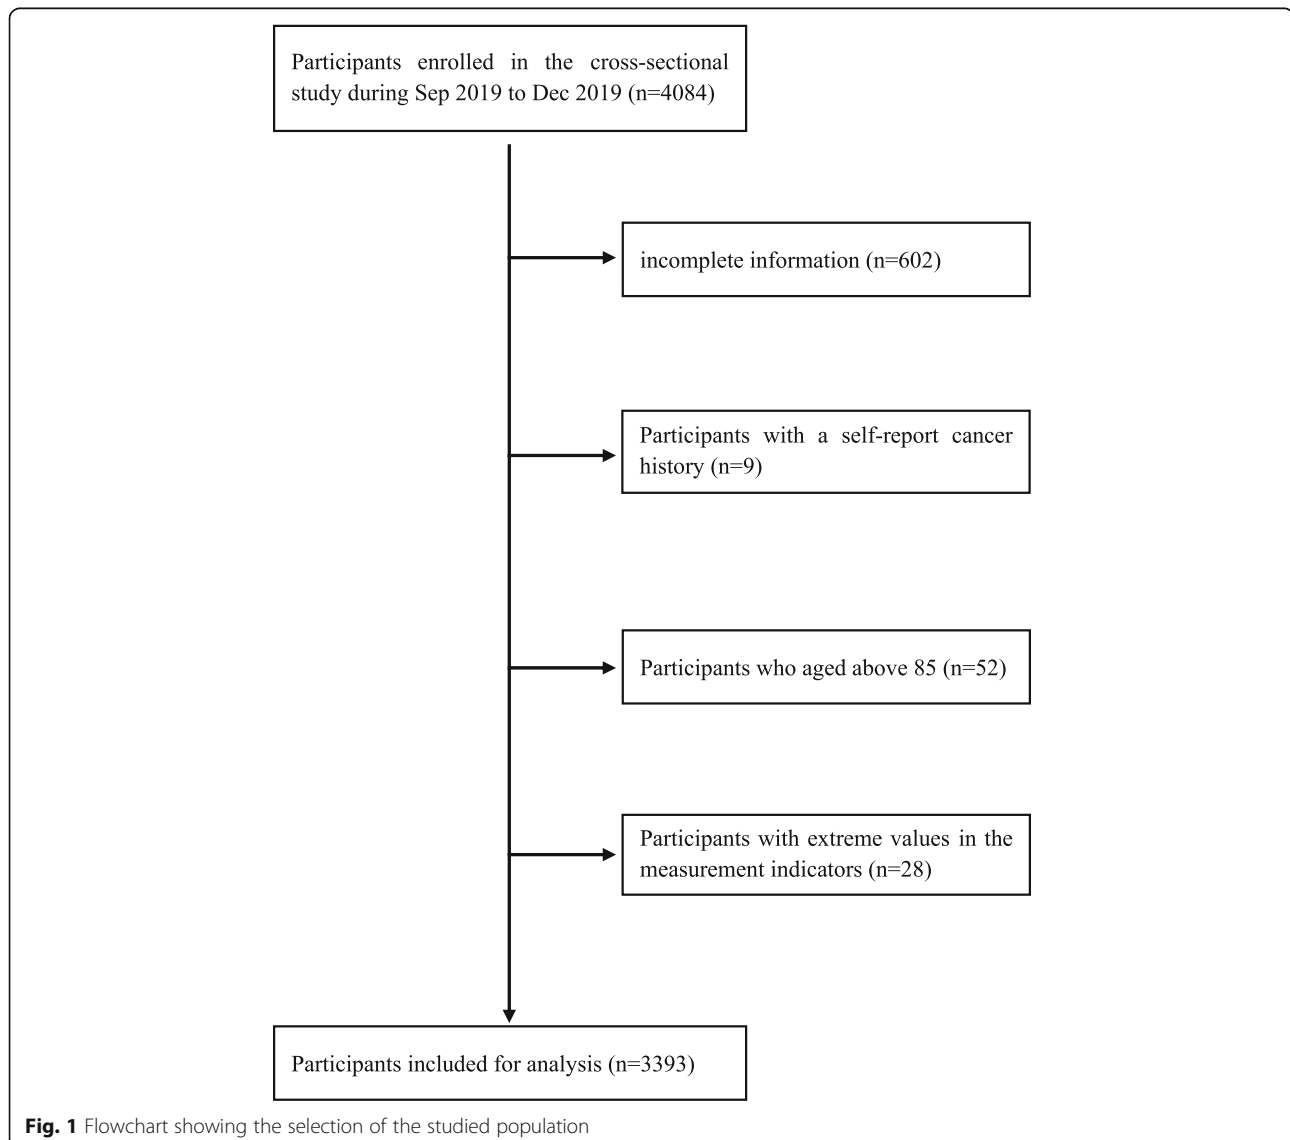 Participants enrolled in the cross-sectional
study during Sep 2019 to Dec 2019 (n=4084)
incomplete information (n=602)
Participants with a self-report cancer
history (n=9)
Participants who aged above 85 (n=52)
Participants with extreme values in the
measurement indicators (n=28)
Participants included for analysis (n=3393)
Fig. 1 Flowchart showing the selection of the studied population